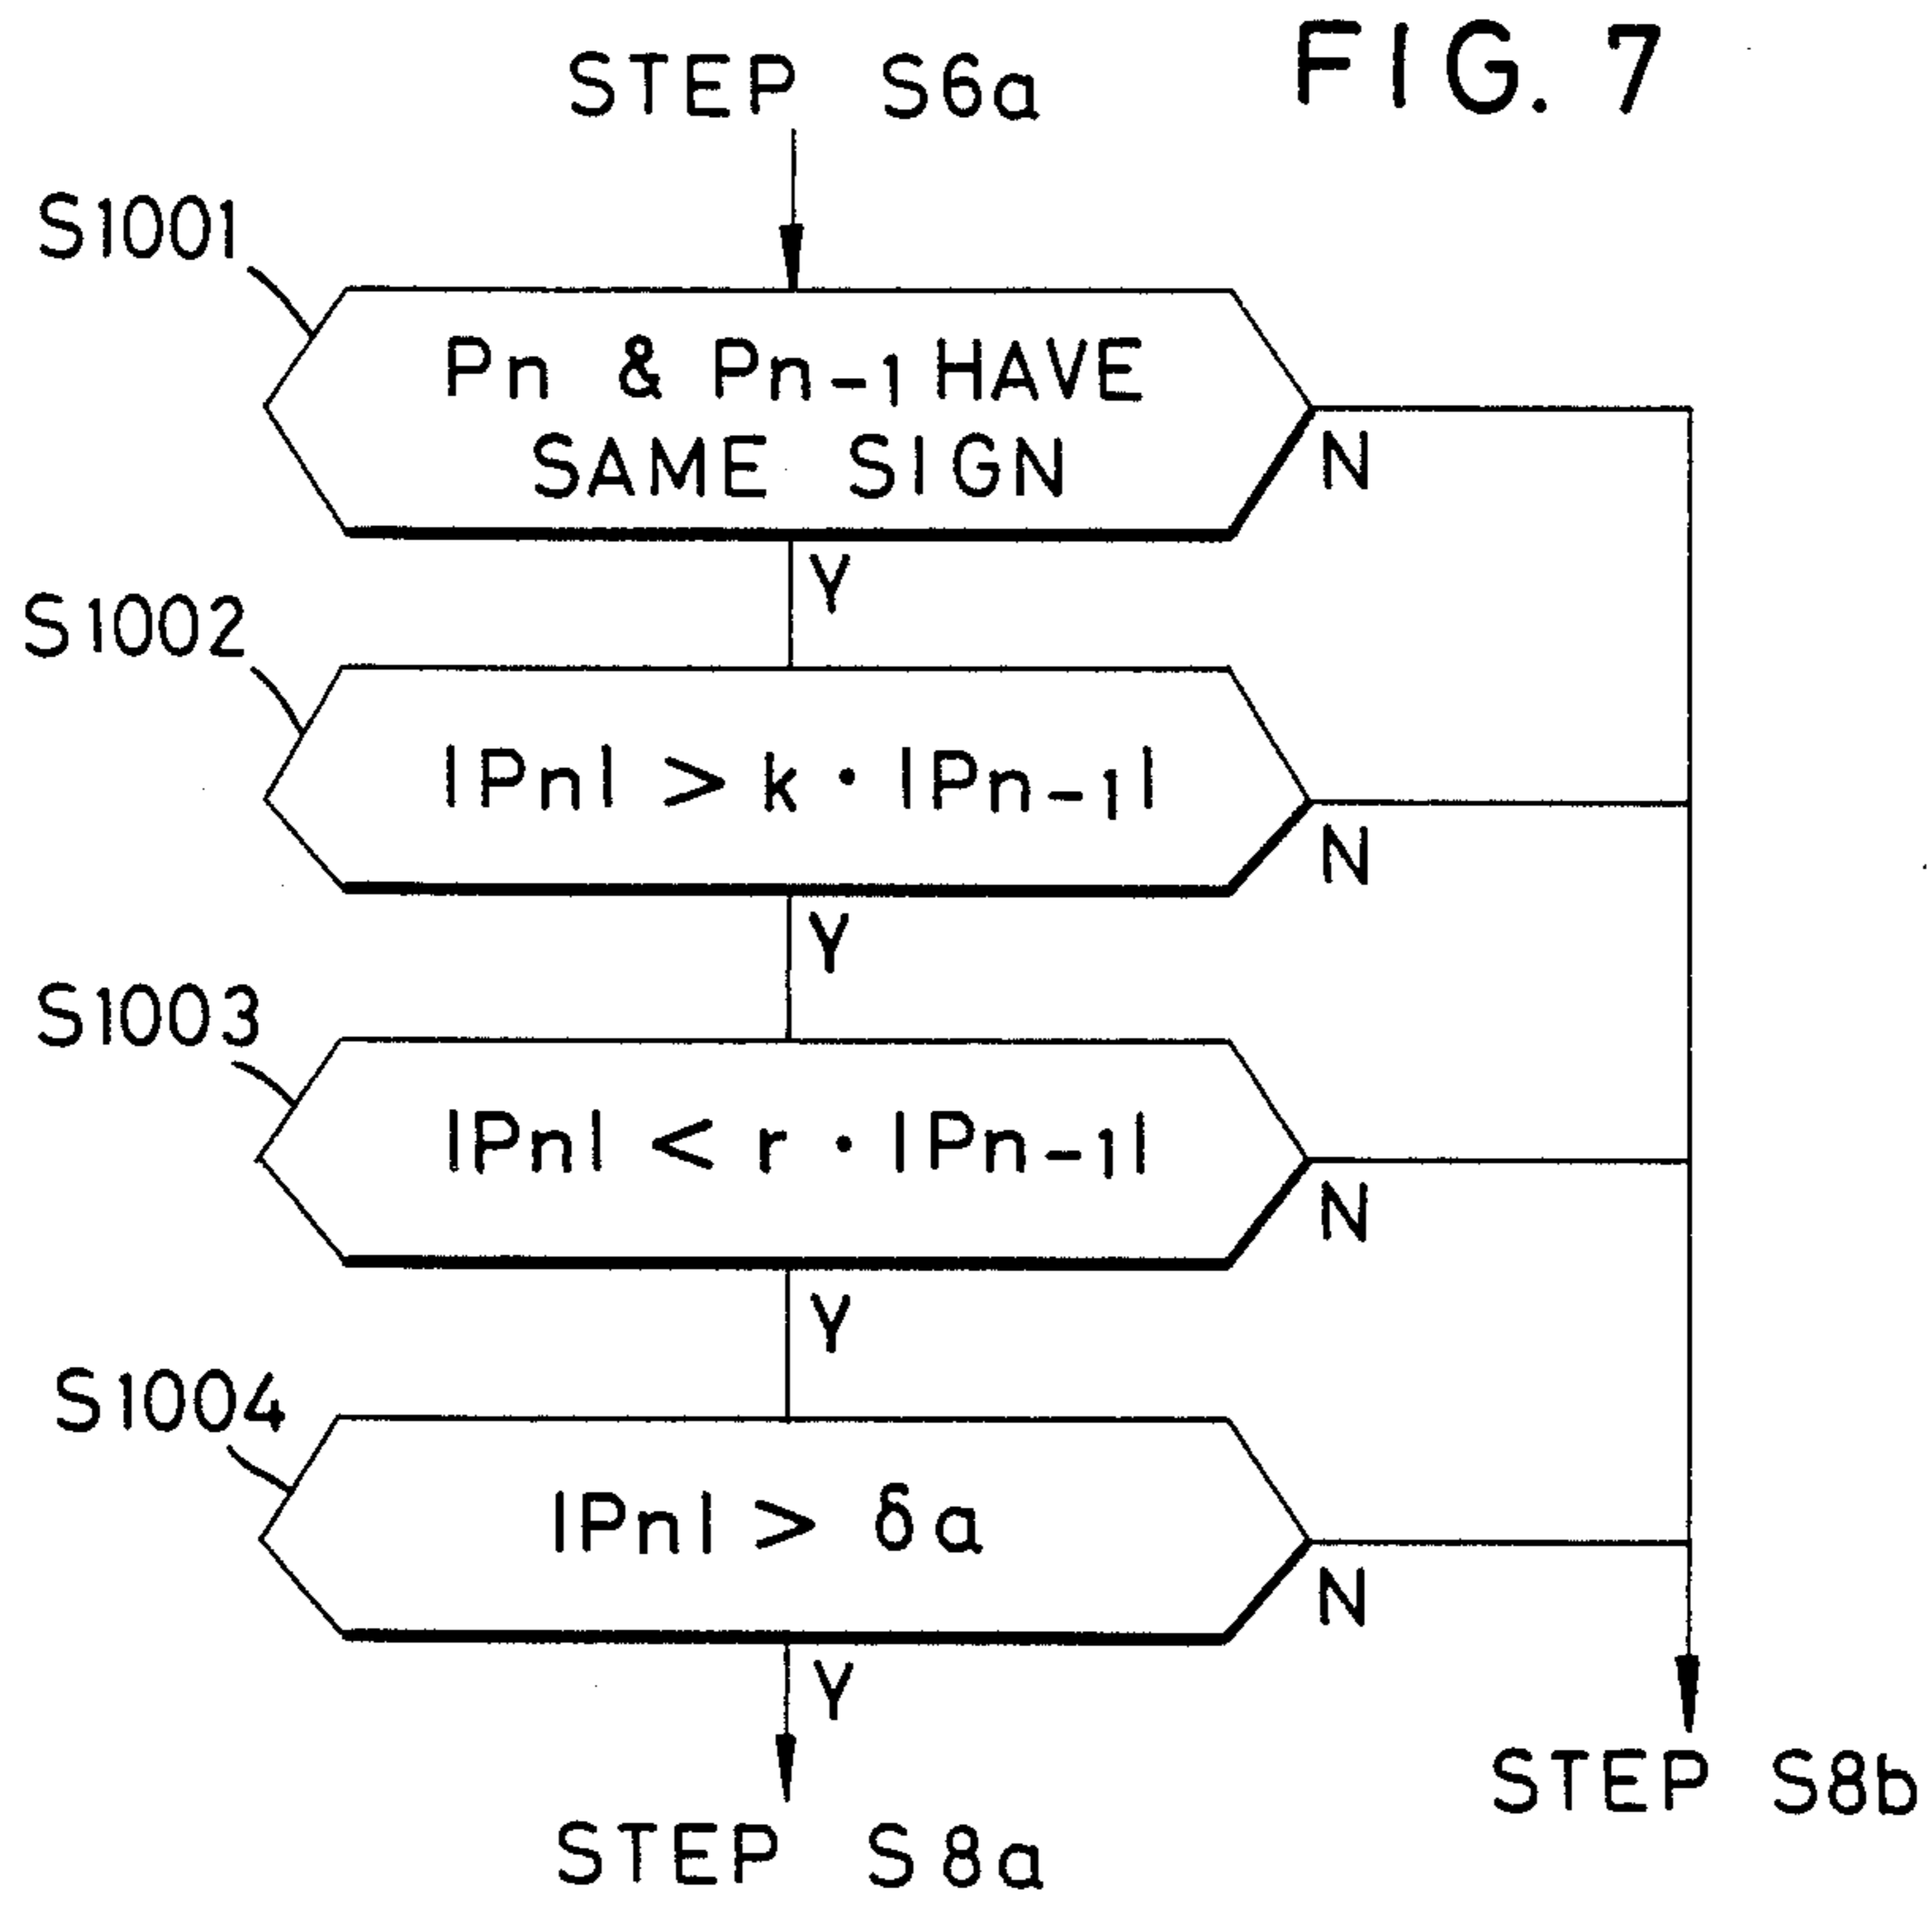 FIG. 7
STEP S6a
S1001
Pn & Pn-1 HAVE
SAME SIGN
N
Y
S1002
|Pn| > k · |Pn-1|
N
Y
S1003
|Pn| < r · |Pn-1|
N
Y
S1004
|Pn| > δa
N
Y
STEP S8b
STEP S8a